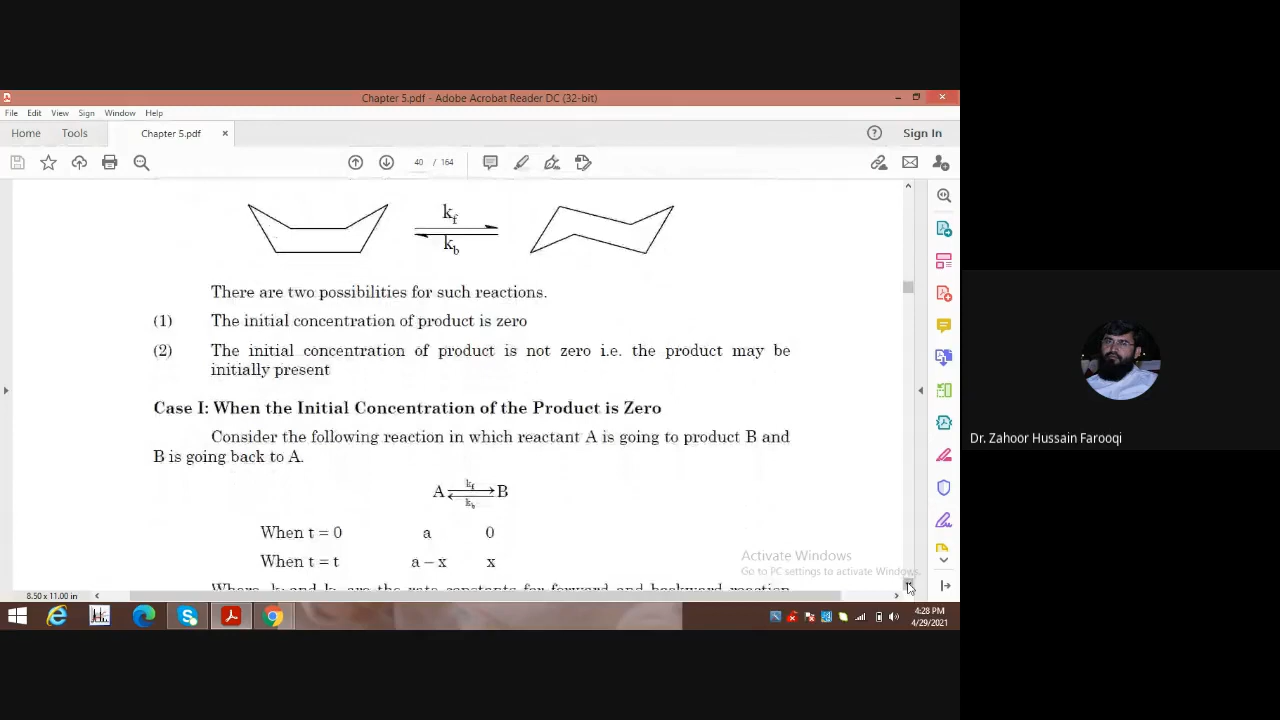 Chapter 5.pdf - Adobe Acrobat Reader DC (32-bit)
File Edit View Sign Window Help
Home Tools Chapter 5.pdf × Sign In
40 / 164
kf
kb
There are two possibilities for such reactions.
(1) The initial concentration of product is zero
(2) The initial concentration of product is not zero i.e. the product may be
initially present
Case I: When the Initial Concentration of the Product is Zero
Consider the following reaction in which reactant A is going to product B and
B is going back to A.
kf
A B
kb
When t = 0 a 0
When t = t a – x x
Activate Windows
Go to PC settings to activate Windows.
8.50 x 11.00 in
4:28 PM
4/29/2021
Dr. Zahoor Hussain Farooqi